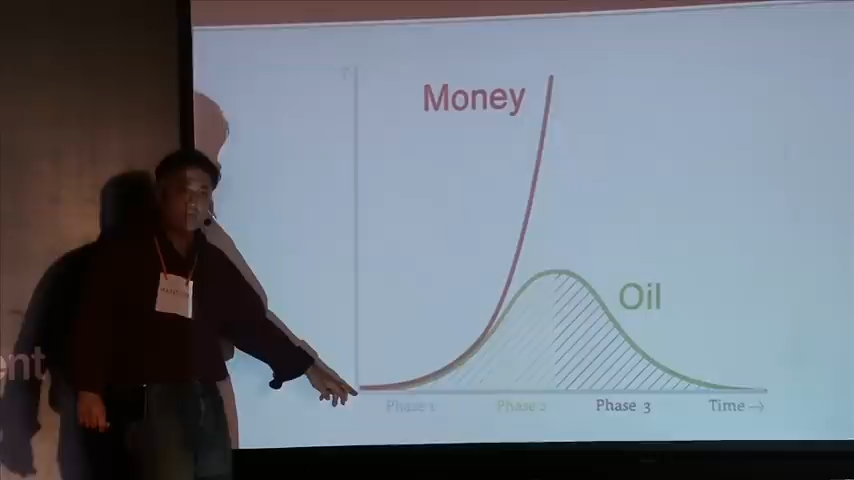 Money
Oil
Phase 1
Phase 2
Phase 3
Time →